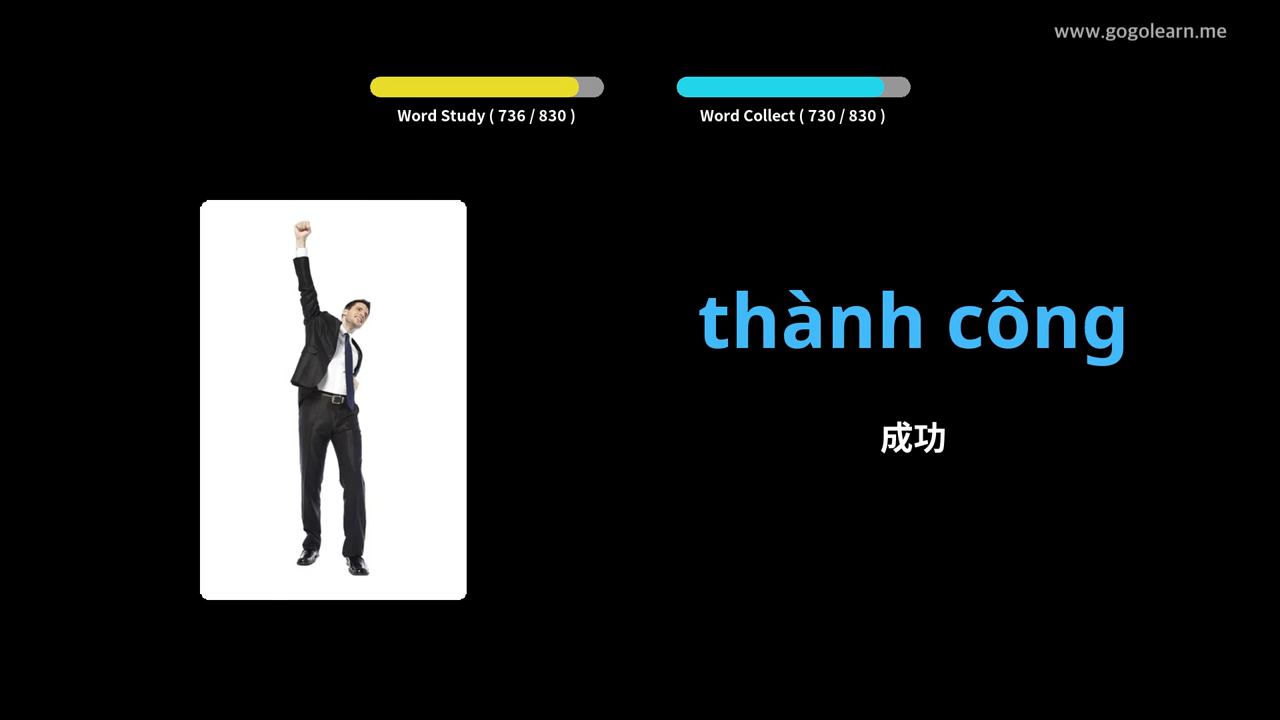 www.gogolearn.me
Word Study ( 736 / 830 )
Word Collect ( 730 / 830 )
thành công
成功